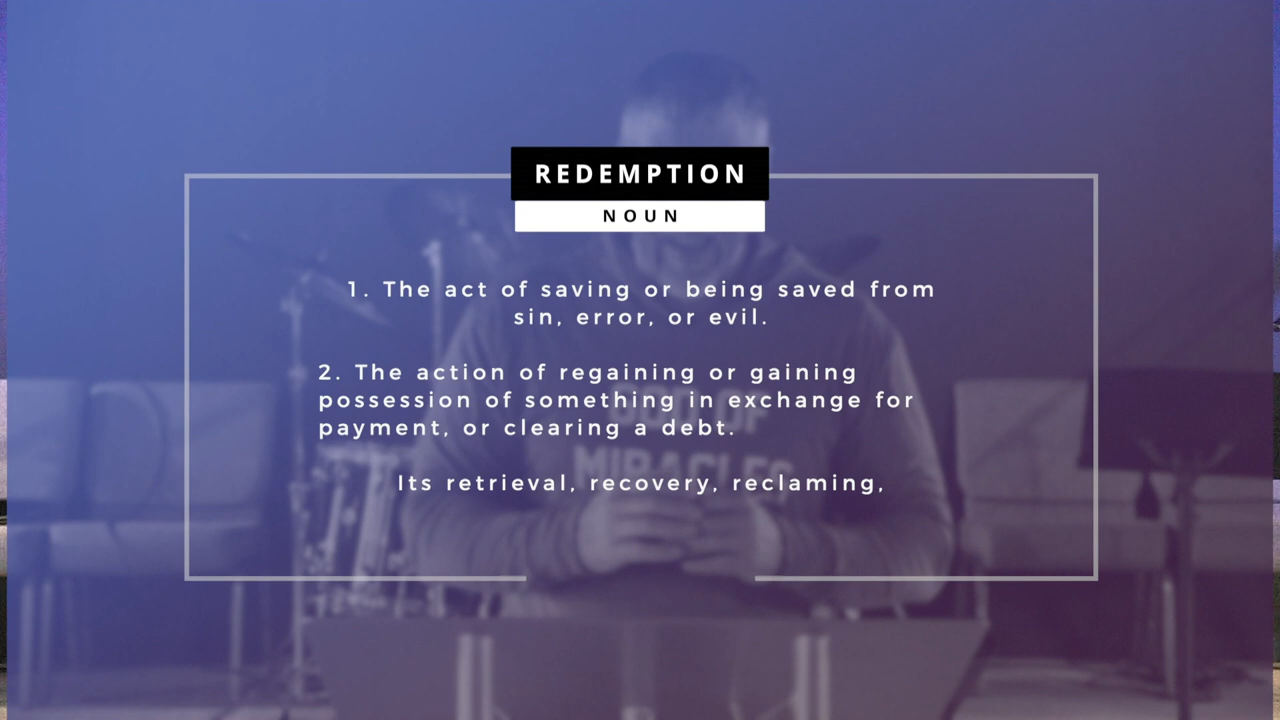 REDEMPTION
NOUN
1. The act of saving or being saved from
sin, error, or evil.
2. The action of regaining or gaining
possession of something in exchange for
payment, or clearing a debt.
MIRACLES
Its retrieval, recovery, reclaming,